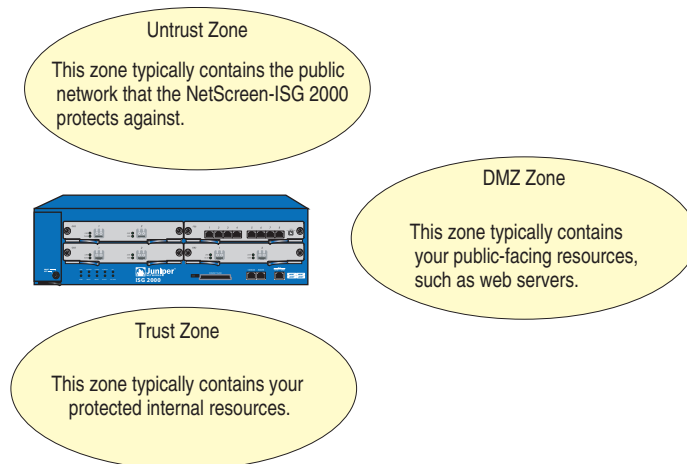 Untrust Zone
This zone typically contains the public
network that the NetScreen-ISG 2000
protects against.
DMZ Zone
This zone typically contains
your public-facing resources,
such as web servers.
Juniper
ISG 2000
Trust Zone
This zone typically contains your
protected internal resources.